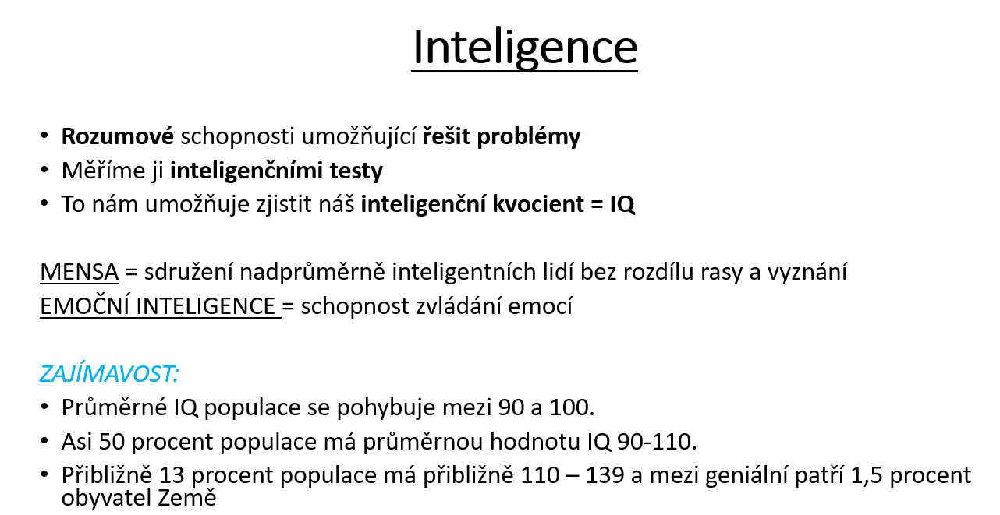 Inteligence
• Rozumové schopnosti umožňující řešit problémy
• Měříme ji inteligenčními testy
• To nám umožňuje zjistit náš inteligenční kvocient = IQ
MENSA = sdružení nadprůměrně inteligentních lidí bez rozdílu rasy a vyznání
EMOČNÍ INTELIGENCE = schopnost zvládání emocí
ZAJÍMAVOST:
• Průměrné IQ populace se pohybuje mezi 90 a 100.
• Asi 50 procent populace má průměrnou hodnotu IQ 90-110.
• Přibližně 13 procent populace má přibližně 110 – 139 a mezi geniální patří 1,5 procent
obyvatel Země